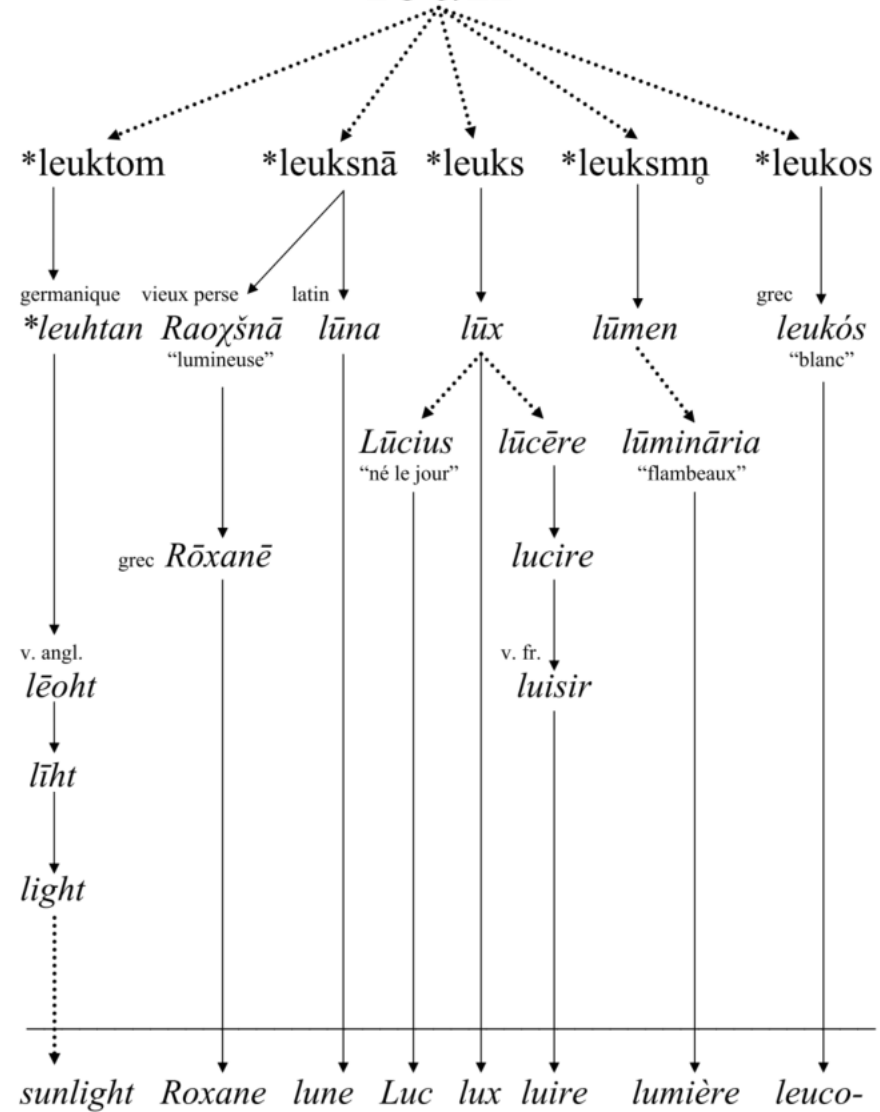 *leuktom *leuksnā *leuks *leuksmn̥ *leukos
germanique vieux perse latin grec
*leuhtan Raoχšnā lūna lūx lūmen leukós
“lumineuse” “blanc”
Lūcius lūcēre lūmināria
“né le jour” “flambeaux”
grec Rōxanē lucire
v. angl. v. fr.
lēoht luisir
līht
light
sunlight Roxane lune Luc lux luire lumière leuco-